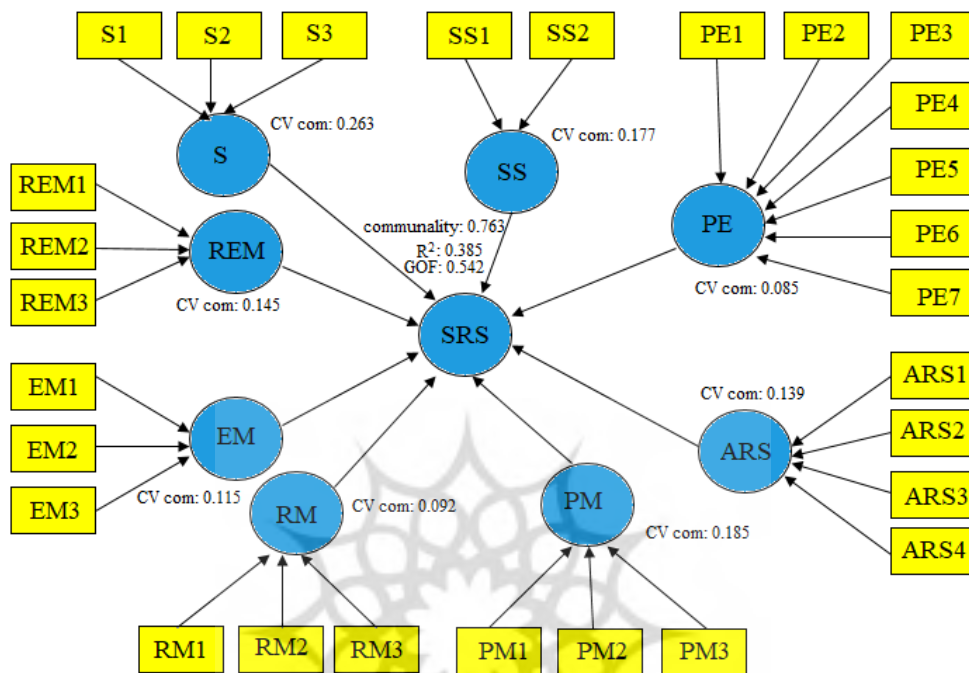 S1
S2
S3
SS1
SS2
PE1
PE2
PE3
PE4
PE5
PE6
PE7
CV com: 0.263
S
CV com: 0.177
SS
REM1
REM2
REM3
REM
CV com: 0.145
communality: 0.763
R²: 0.385
GOF: 0.542
PE
CV com: 0.085
SRS
EM1
EM2
EM3
EM
CV com: 0.115
CV com: 0.139
ARS
ARS1
ARS2
ARS3
ARS4
RM
CV com: 0.092
PM
CV com: 0.185
RM1
RM2
RM3
PM1
PM2
PM3